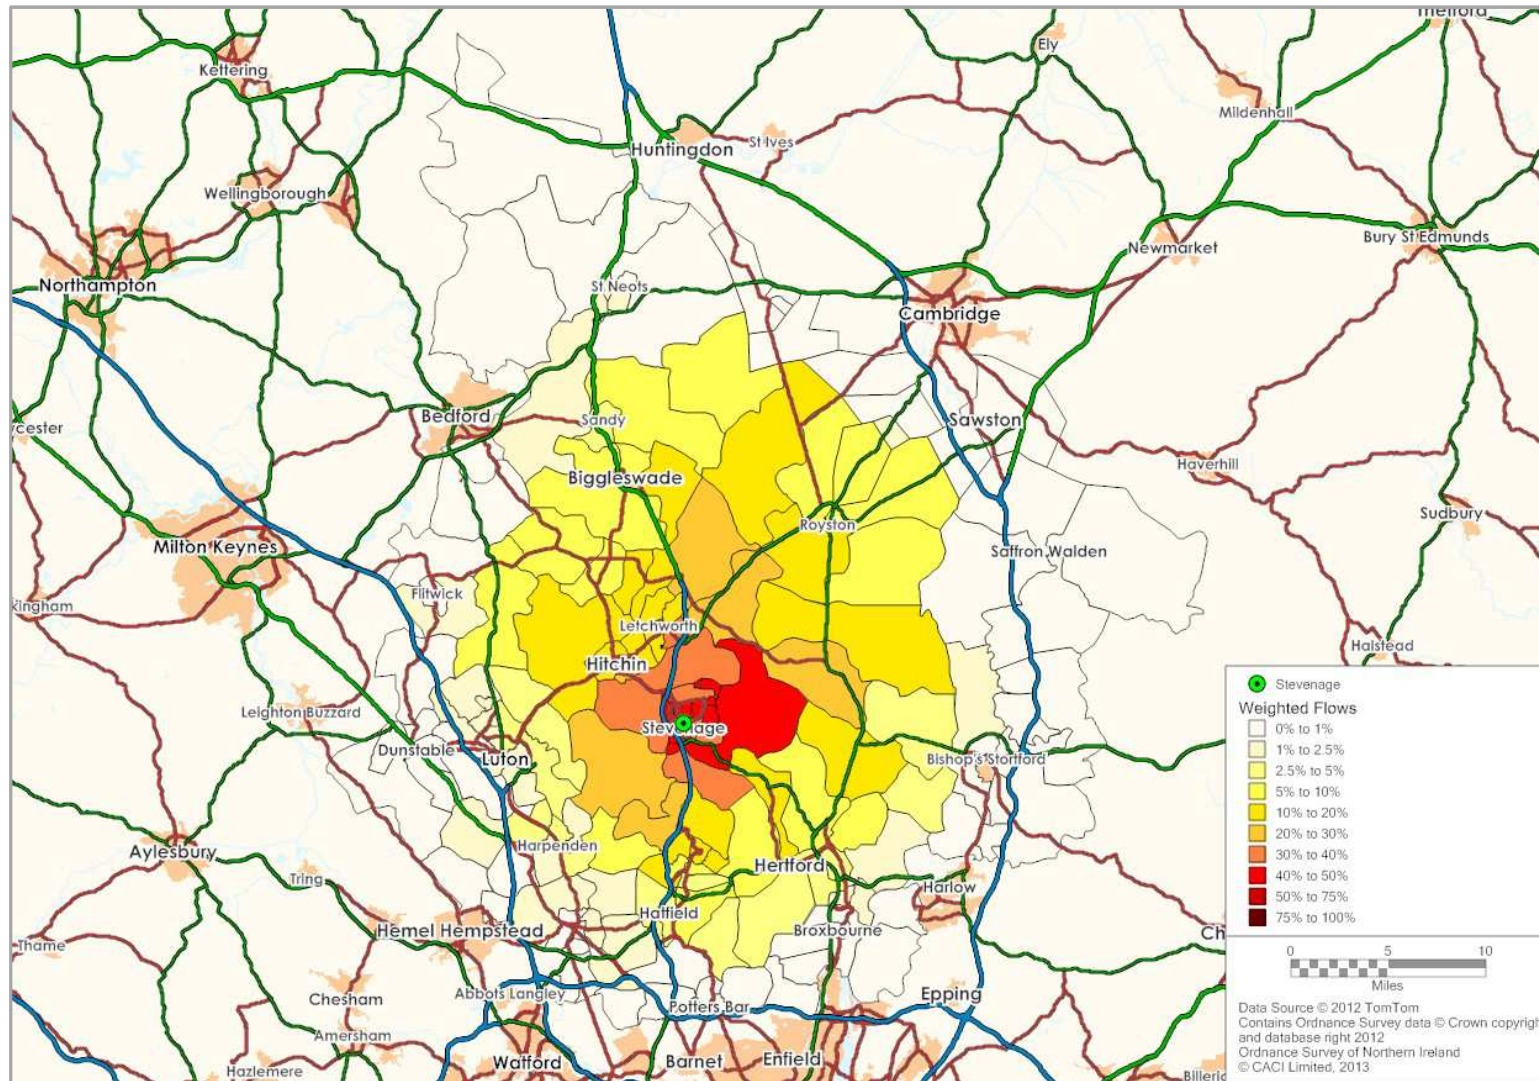 Thetford
Ely
Kettering
Mildenhall
Huntingdon
St Ives
Wellingborough
Newmarket
Bury St Edmunds
Northampton
St Neots
Cambridge
Bedford
Sandy
Sawston
cester
Haverhill
Biggleswade
Royston
Sudbury
Milton Keynes
Saffron Walden
kingham
Flitwick
Letchworth
Halstead
Hitchin
Leighton Buzzard
Stevenage
Dunstable
Luton
Bishop's Stortford
Aylesbury
Harpenden
Hertford
Tring
Harlow
Hatfield
Hemel Hempstead
Broxbourne
Ch
Thame
Chesham
Abbots Langley
Epping
Potters Bar
Amersham
Watford
Barnet
Enfield
Hazlemere
Billeric
Stevenage
Weighted Flows
0% to 1%
1% to 2.5%
2.5% to 5%
5% to 10%
10% to 20%
20% to 30%
30% to 40%
40% to 50%
50% to 75%
75% to 100%
0 5 10
Miles
Data Source © 2012 TomTom
Contains Ordnance Survey data © Crown copyright
and database right 2012
Ordnance Survey of Northern Ireland
© CACI Limited, 2013